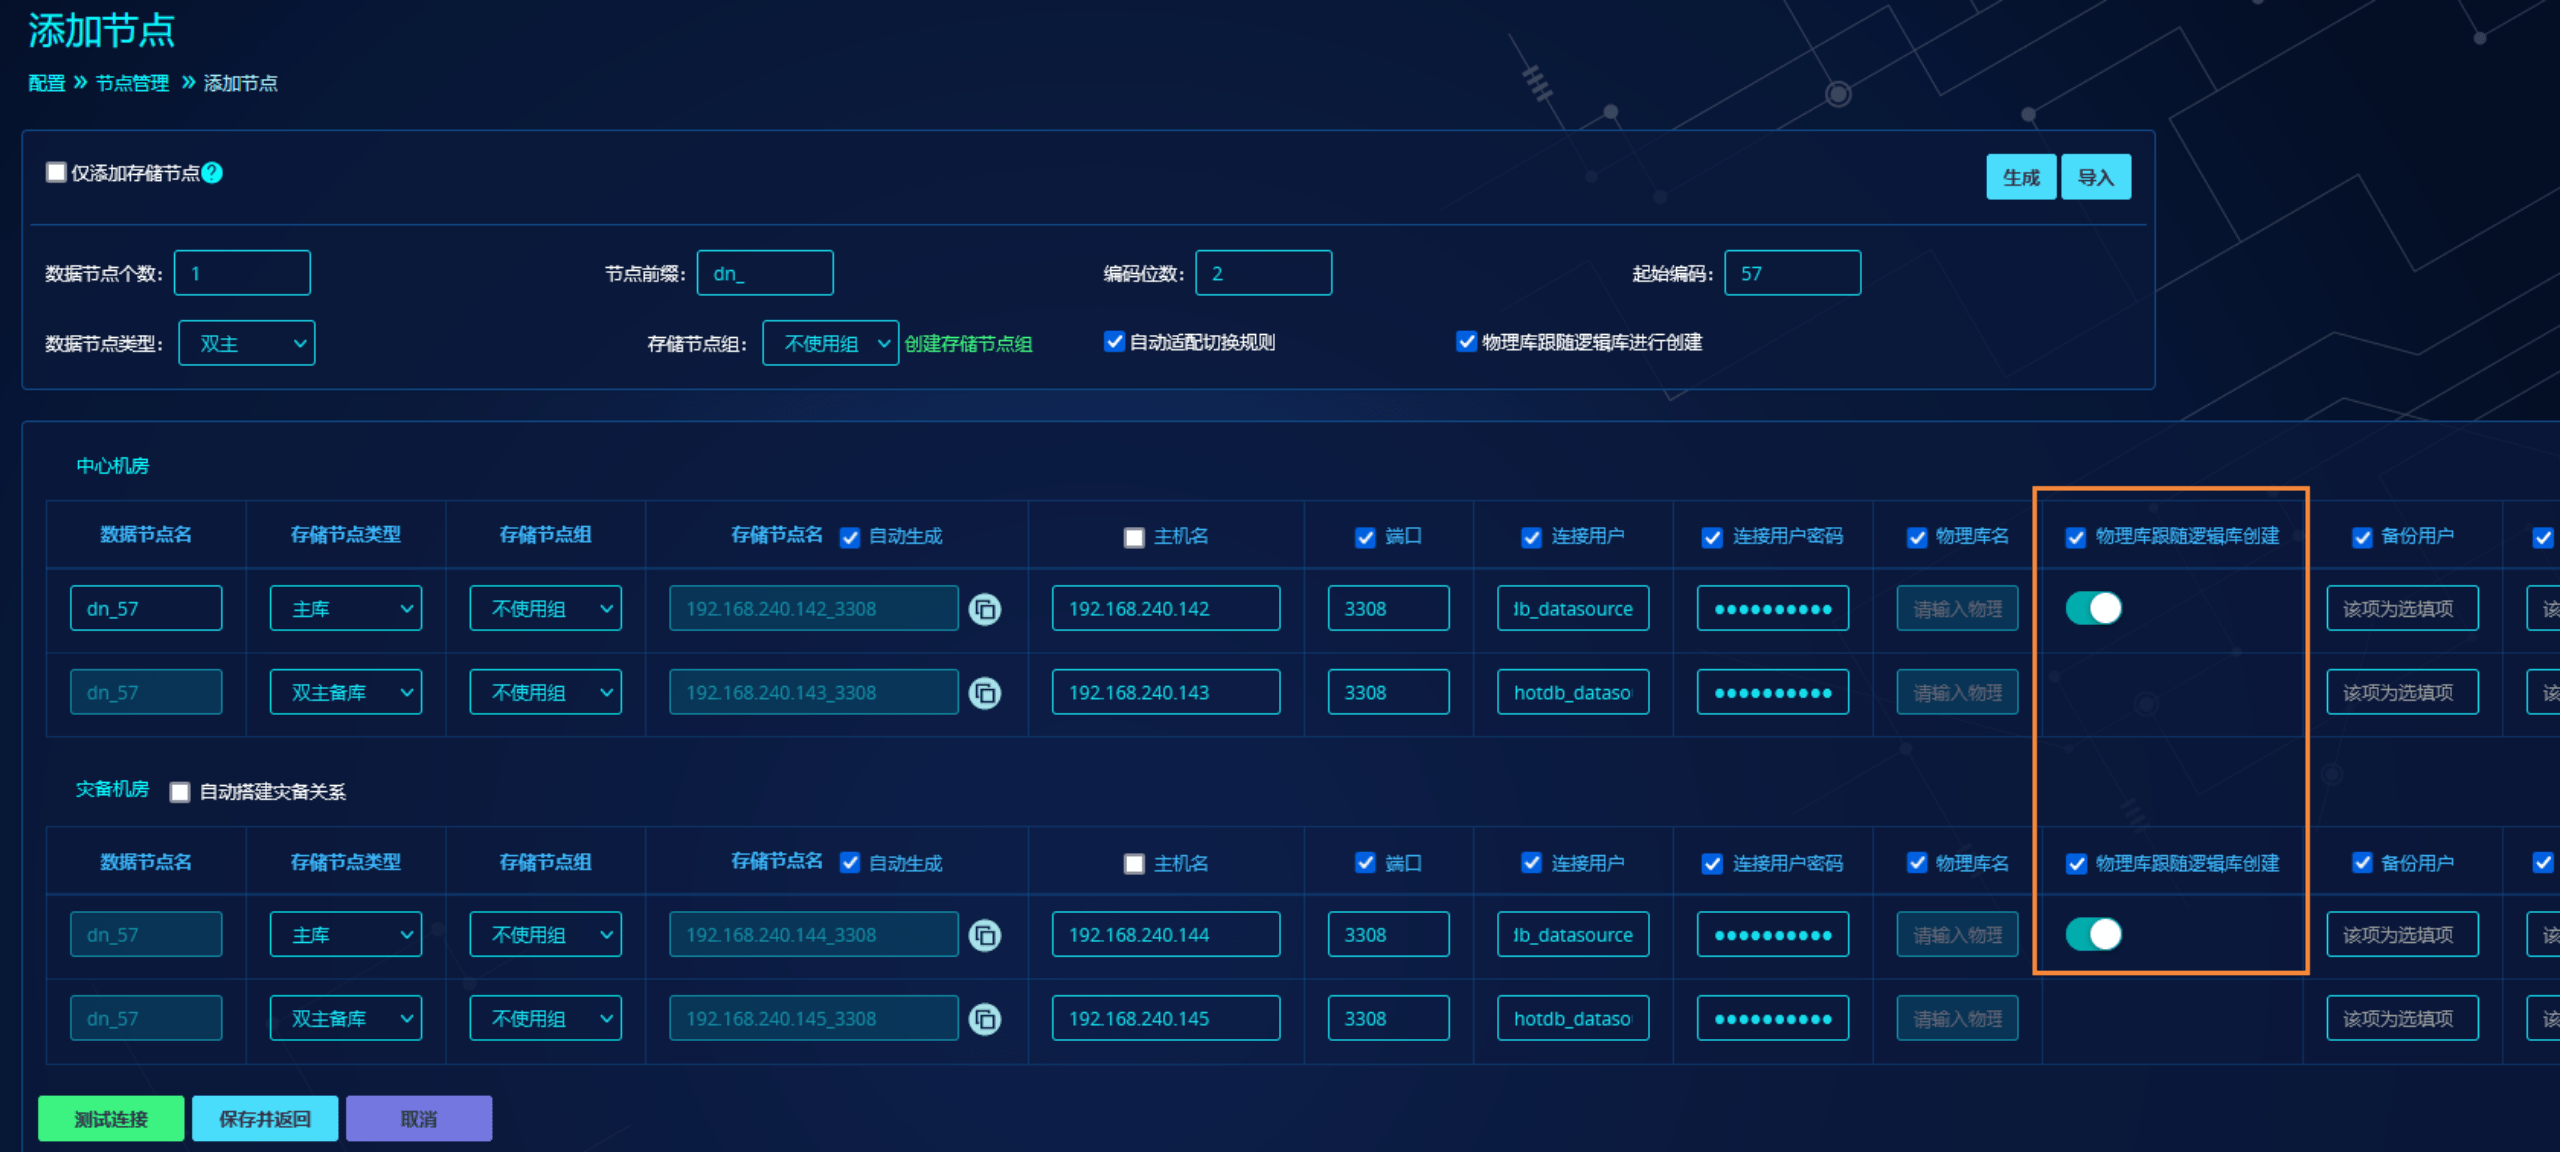 添加节点
配置 » 节点管理 » 添加节点
仅添加存储节点 ? 生成 导入
数据节点个数: 1 节点前缀: dn_ 编码位数: 2 起始编码: 57
数据节点类型: 双主 存储节点组: 不使用组 创建存储节点组 自动适配切换规则 物理库跟随逻辑库进行创建
中心机房
数据节点名 存储节点类型 存储节点组 存储节点名 自动生成 主机名 端口 连接用户 连接用户密码 物理库名 物理库跟随逻辑库创建 备份用户
dn_57 主库 不使用组 192.168.240.142_3308 192.168.240.142 3308 db_datasource •••••••••• 请输入物理 该项为选填项 该
dn_57 双主备库 不使用组 192.168.240.143_3308 192.168.240.143 3308 hotdb_dataso •••••••••• 请输入物理 该项为选填项 该
灾备机房 自动搭建灾备关系
数据节点名 存储节点类型 存储节点组 存储节点名 自动生成 主机名 端口 连接用户 连接用户密码 物理库名 物理库跟随逻辑库创建 备份用户
dn_57 主库 不使用组 192.168.240.144_3308 192.168.240.144 3308 db_datasource •••••••••• 请输入物理 该项为选填项 该
dn_57 双主备库 不使用组 192.168.240.145_3308 192.168.240.145 3308 hotdb_dataso •••••••••• 请输入物理 该项为选填项 该
测试连接 保存并返回 取消